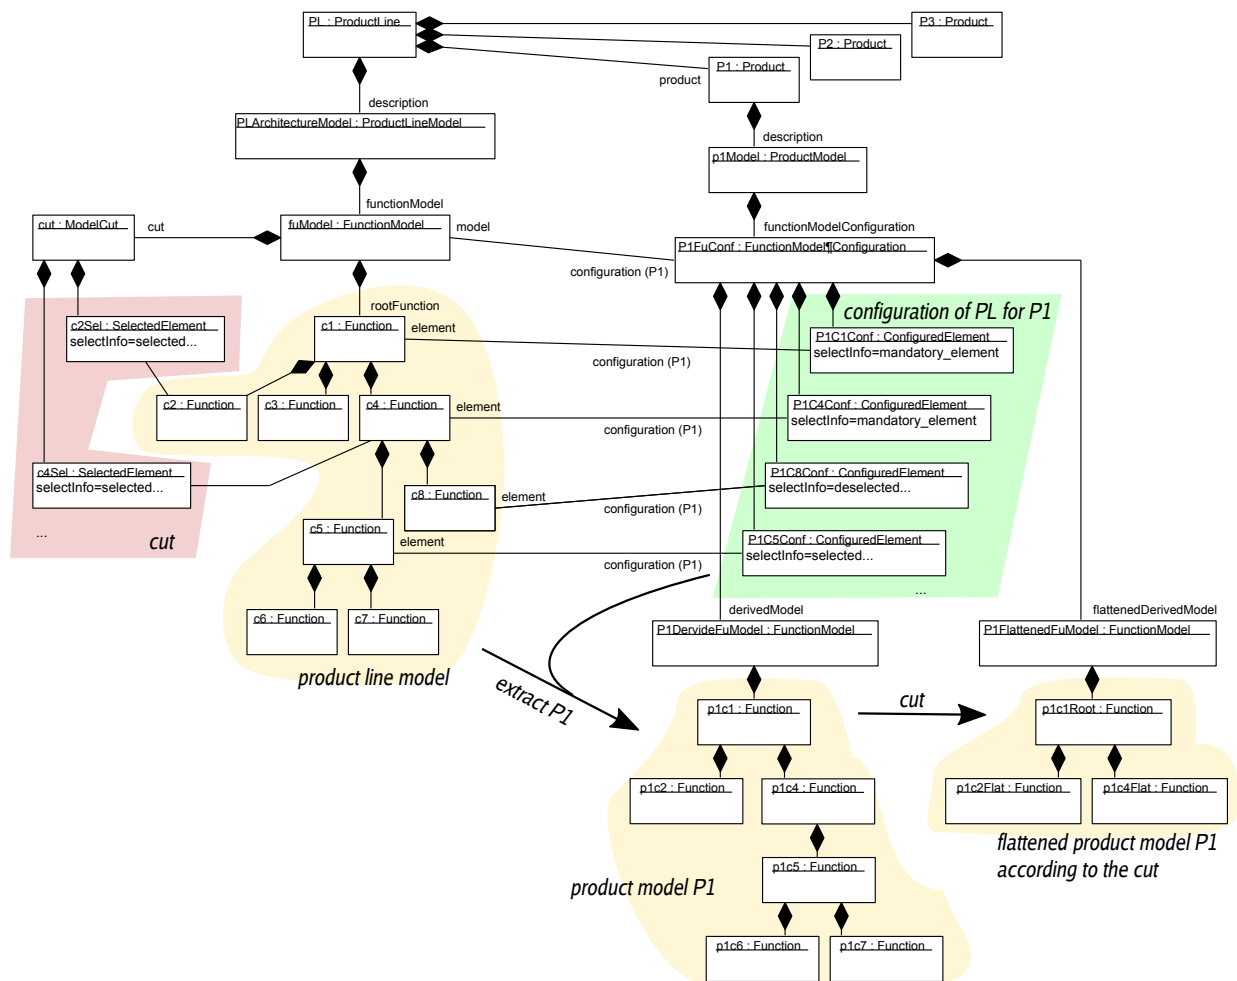 PL : ProductLine
P3 : Product
P2 : Product
P1 : Product
product
description
PLArchitectureModel : ProductLineModel
description
p1Model : ProductModel
functionModel
functionModelConfiguration
cut : ModelCut
cut
fuModel : FunctionModel
model
P1FuConf : FunctionModel¶Configuration
configuration (P1)
rootFunction
configuration of PL for P1
c2Sel : SelectedElement
selectInfo=selected...
c1 : Function
element
configuration (P1)
P1C1Conf : ConfiguredElement
selectInfo=mandatory_element
c2 : Function
c3 : Function
c4 : Function
element
configuration (P1)
P1C4Conf : ConfiguredElement
selectInfo=mandatory_element
c4Sel : SelectedElement
selectInfo=selected...
c8 : Function
element
configuration (P1)
P1C8Conf : ConfiguredElement
selectInfo=deselected...
...
cut
c5 : Function
element
configuration (P1)
P1C5Conf : ConfiguredElement
selectInfo=selected...
...
c6 : Function
c7 : Function
derivedModel
flattenedDerivedModel
product line model
P1DervideFuModel : FunctionModel
P1FlattenedFuModel : FunctionModel
extract P1
p1c1 : Function
cut
p1c1Root : Function
p1c2 : Function
p1c4 : Function
p1c2Flat : Function
p1c4Flat : Function
flattened product model P1
according to the cut
p1c5 : Function
product model P1
p1c6 : Function
p1c7 : Function